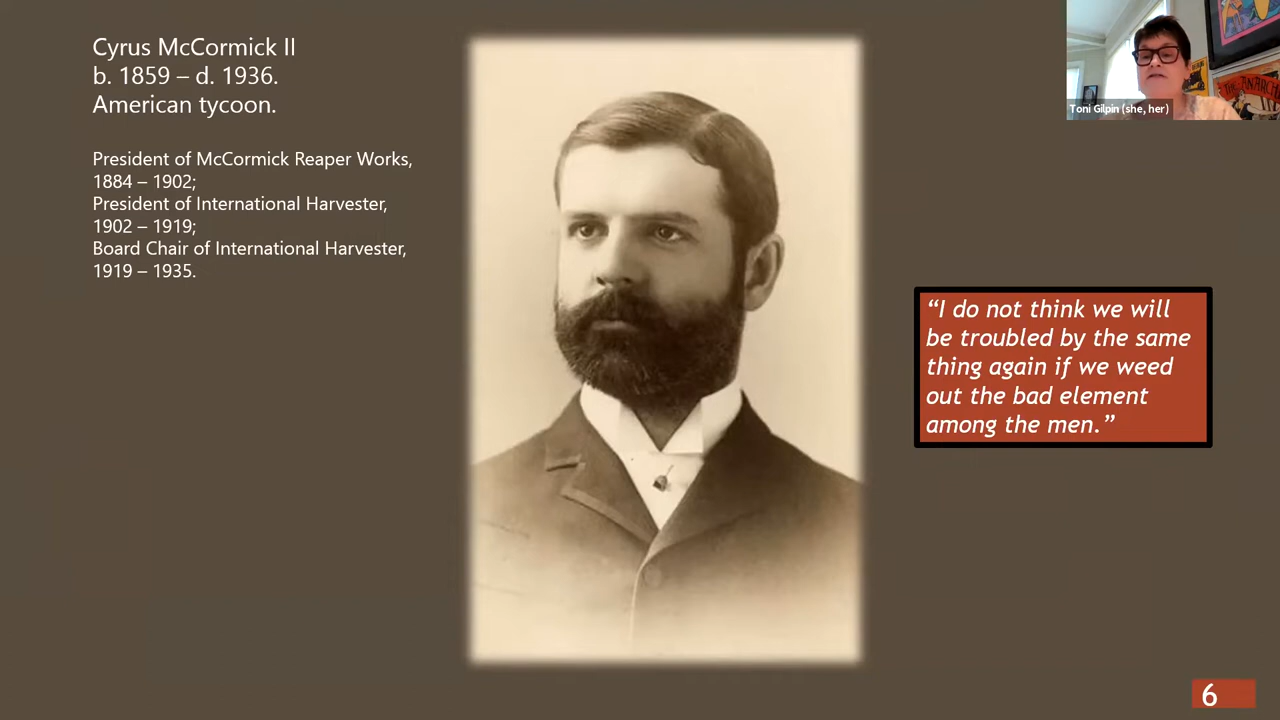 Cyrus McCormick II
b. 1859 – d. 1936.
American tycoon.
President of McCormick Reaper Works,
1884 – 1902;
President of International Harvester,
1902 – 1919;
Board Chair of International Harvester,
1919 – 1935.
“I do not think we will
be troubled by the same
thing again if we weed
out the bad element
among the men.”
THE ANARCH
Toni Gilpin (she, her)
6